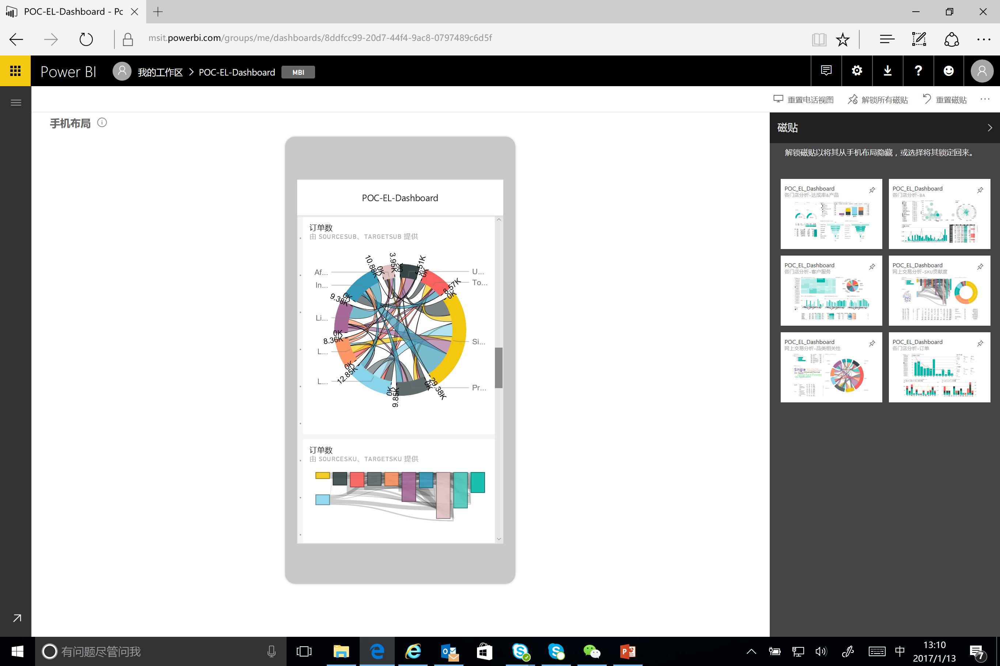 POC-EL-Dashboard - Pc
msit.powerbi.com/groups/me/dashboards/8ddfcc99-20d7-44f4-9ac8-0797489c6d5f
Power BI
我的工作区 > POC-EL-Dashboard MBI
重置电话视图 解锁所有磁贴 重置磁贴
手机布局
磁贴
解锁磁贴以将其从手机布局隐藏，或选择将其锁定回来。
POC-EL-Dashboard
订单数
由 SOURCESUB、TARGETSUB 提供
10.88K
0K
3.95K
0K
5.51K
0K
8.57K
0K
29.38K
0K
9.85K
0K
12.85K
0K
8.36K
0K
9.38K
0K
Af...
In...
Li...
L...
L...
U...
To...
Si...
Pr...
订单数
由 SOURCESKU、TARGETSKU 提供
POC_EL_Dashboard
各门店分析-达成率&产品
POC_EL_Dashboard
各门店分析-BA
POC_EL_Dashboard
各门店分析-客户服务
POC_EL_Dashboard
网上交易分析-SKU贡献度
522
POC_EL_Dashboard
网上交易分析-品类相关性
Single
POC_EL_Dashboard
各门店分析-订单
有问题尽管问我
中
13:10
2017/1/13
7